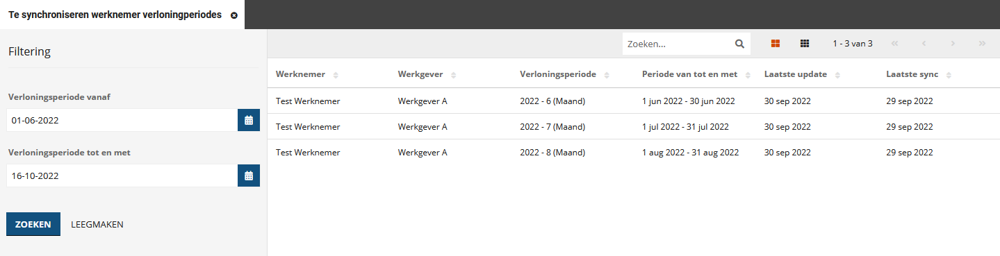 Te synchroniseren werknemer verloningperiodes
Filtering
Verloningsperiode vanaf
01-06-2022
Verloningsperiode tot en met
16-10-2022
ZOEKEN LEEGMAKEN
Zoeken... 1 - 3 van 3
Werknemer Werkgever Verloningsperiode Periode van tot en met Laatste update Laatste sync
Test Werknemer Werkgever A 2022 - 6 (Maand) 1 jun 2022 - 30 jun 2022 30 sep 2022 29 sep 2022
Test Werknemer Werkgever A 2022 - 7 (Maand) 1 jul 2022 - 31 jul 2022 30 sep 2022 29 sep 2022
Test Werknemer Werkgever A 2022 - 8 (Maand) 1 aug 2022 - 31 aug 2022 30 sep 2022 29 sep 2022